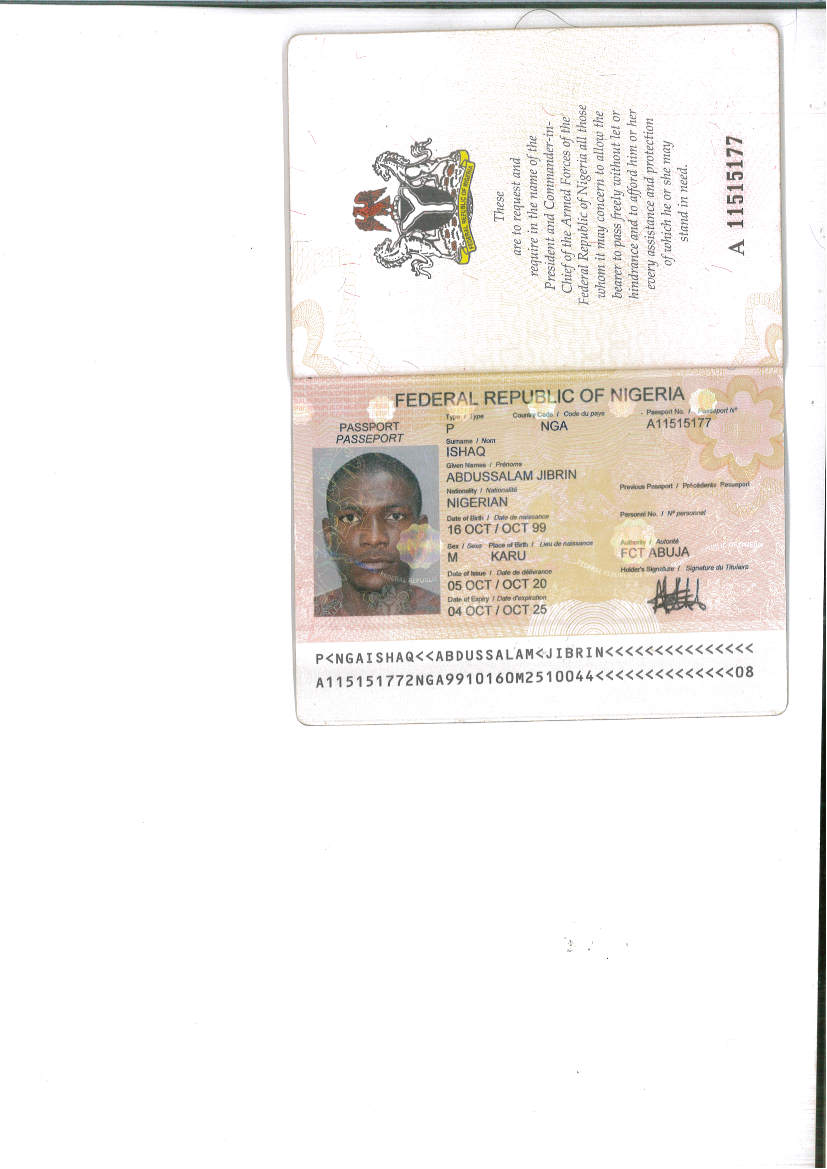 FEDERAL REPUBLIC OF NIGERIA
These
are to request and
require in the name of the
President and Commander-in-
Chief of the Armed Forces of the
Federal Republic of Nigeria all those
whom it may concern to allow the
bearer to pass freely without let or
hindrance and to afford him or her
every assistance and protection
of which he or she may
stand in need.
A 11515177
FEDERAL REPUBLIC OF NIGERIA
PASSPORT
PASSEPORT
Type / Type
Country Code / Code du pays
Passport No. / Passeport N°
P
NGA
A11515177
Surname / Nom
ISHAQ
Given Names / Prénoms
ABDUSSALAM JIBRIN
Nationality / Nationalité
Previous Passport / Précédente Passeport
NIGERIAN
Date of Birth / Date de naissance
Personel No. / N° personnel
16 OCT / OCT 99
Sex / Sexe Place of Birth / Lieu de naissance
Authority / Autorité
M KARU
FCT ABUJA
Date of Issue / Date de délivrance
Holder's Signature / Signature du Titulaire
05 OCT / OCT 20
Date of Expiry / Date d'expiration
04 OCT / OCT 25
P<NGAISHAQ<<ABDUSSALAM<JIBRIN<<<<<<<<<<<<<<<
A115151772NGA9910160M2510044<<<<<<<<<<<<<<08